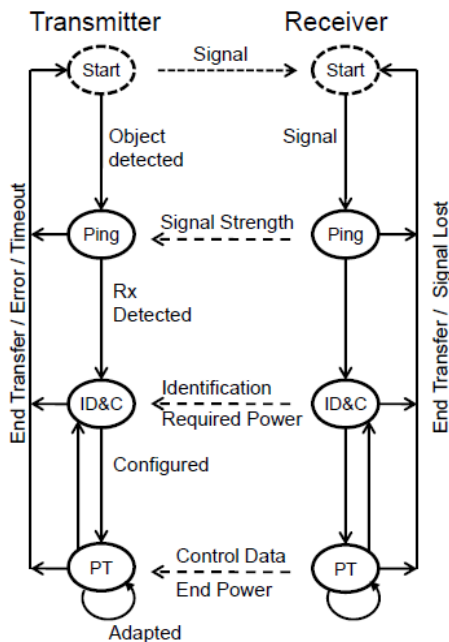 Transmitter
Receiver
Start
Signal
Start
Object
detected
Signal
Ping
Signal Strength
Ping
Rx
Detected
ID&C
Identification
Required Power
ID&C
Configured
PT
Control Data
End Power
PT
Adapted
End Transfer / Error / Timeout
End Transfer / Signal Lost